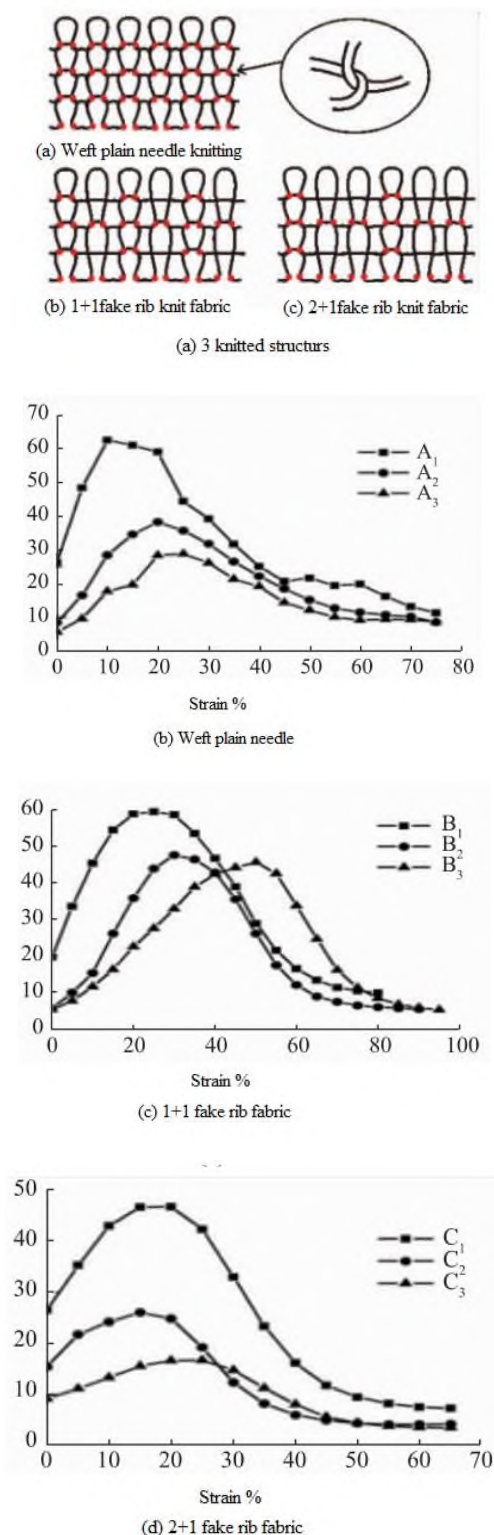 (a) Weft plain needle knitting
(b) 1+1fake rib knit fabric
(c) 2+1fake rib knit fabric
(a) 3 knitted structurs
70
60
50
40
30
20
10
0
A1
A2
A3
0 10 20 30 40 50 60 70 80
Strain %
(b) Weft plain needle
60
50
40
30
20
10
0
B1
B2
B3
0 20 40 60 80 100
Strain %
(c) 1+1 fake rib fabric
50
40
30
20
10
0
C1
C2
C3
0 10 20 30 40 50 60 70
Strain %
(d) 2+1 fake rib fabric